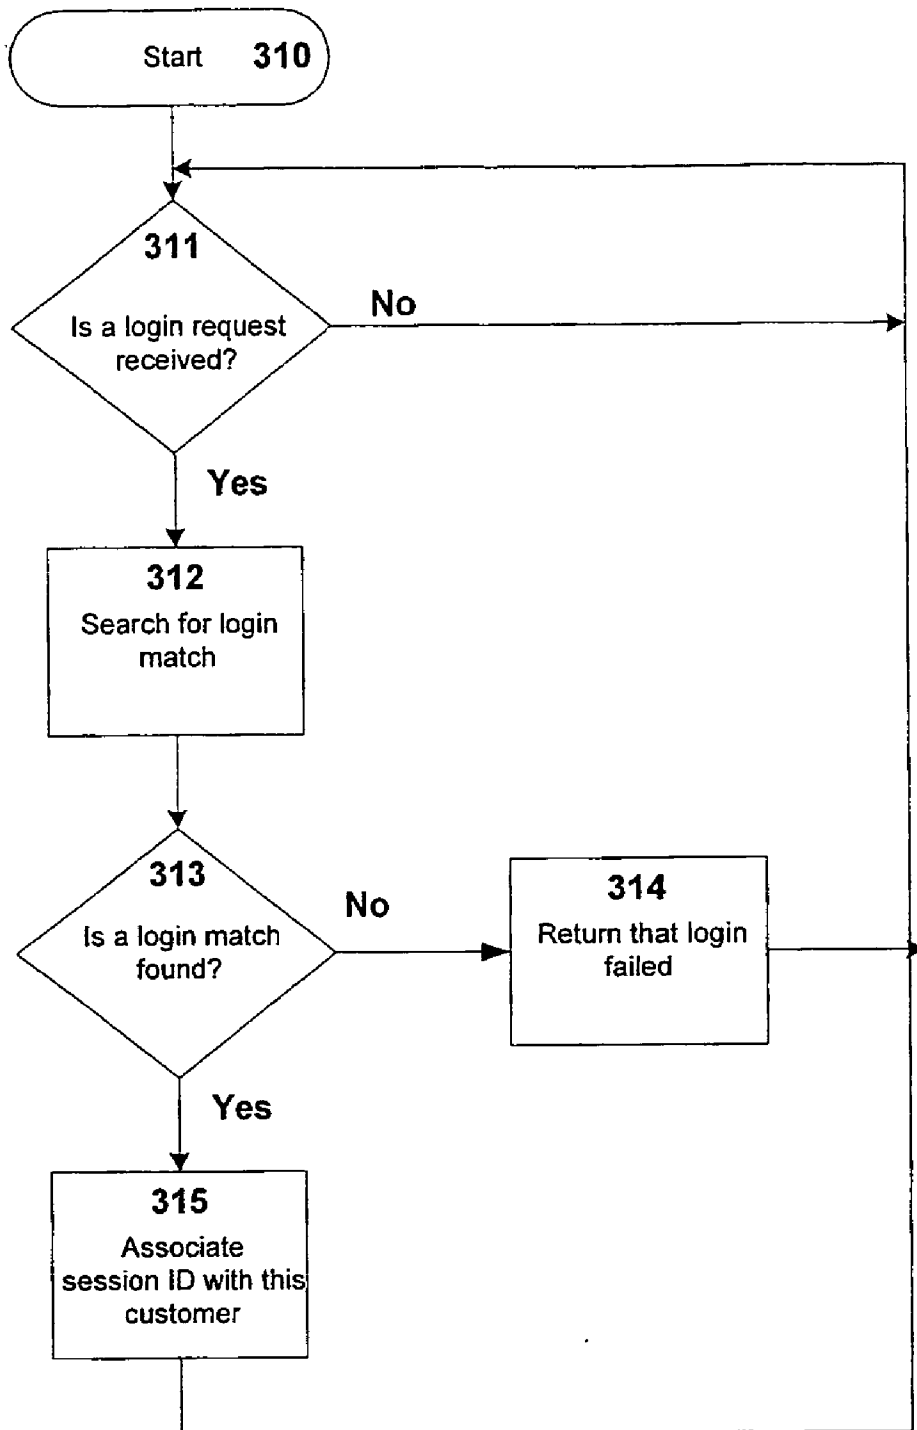 Start 310
311
Is a login request
received?
No
Yes
312
Search for login
match
313
Is a login match
found?
No
314
Return that login
failed
Yes
315
Associate
session ID with this
customer